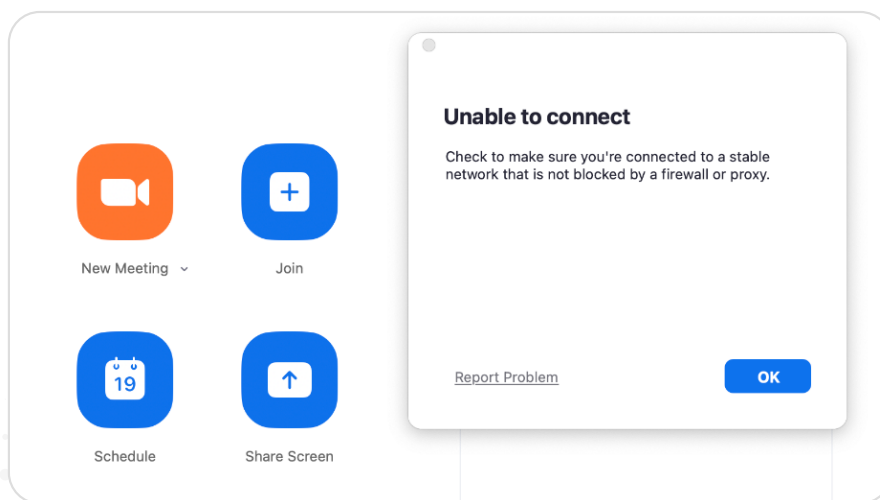 Unable to connect
Check to make sure you're connected to a stable
network that is not blocked by a firewall or proxy.
New Meeting
Join
19
Report Problem
OK
Schedule
Share Screen